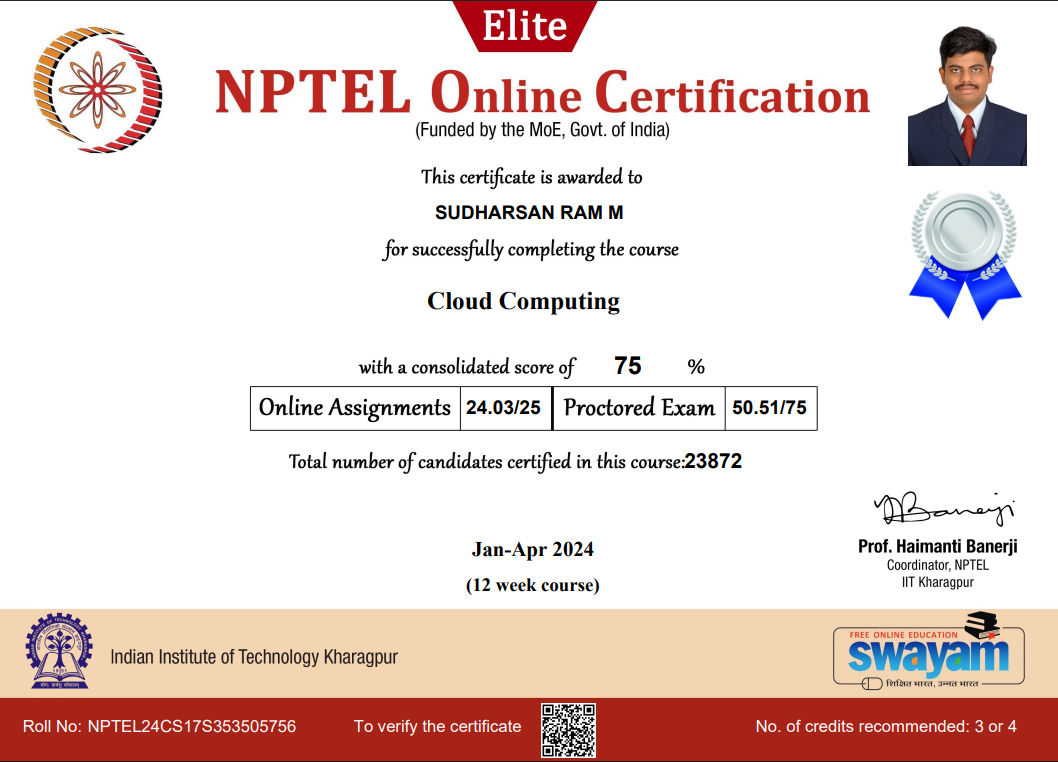 Elite
NPTEL Online Certification
(Funded by the MoE, Govt. of India)
This certificate is awarded to
SUDHARSAN RAM M
for successfully completing the course
Cloud Computing
with a consolidated score of 75 %
Online Assignments 24.03/25 Proctored Exam 50.51/75
Total number of candidates certified in this course:23872
Jan-Apr 2024
(12 week course)
Prof. Haimanti Banerji
Coordinator, NPTEL
IIT Kharagpur
Indian Institute of Technology Kharagpur
FREE ONLINE EDUCATION
swayam
शिक्षित भारत, उन्नत भारत
Roll No: NPTEL24CS17S353505756 To verify the certificate No. of credits recommended: 3 or 4